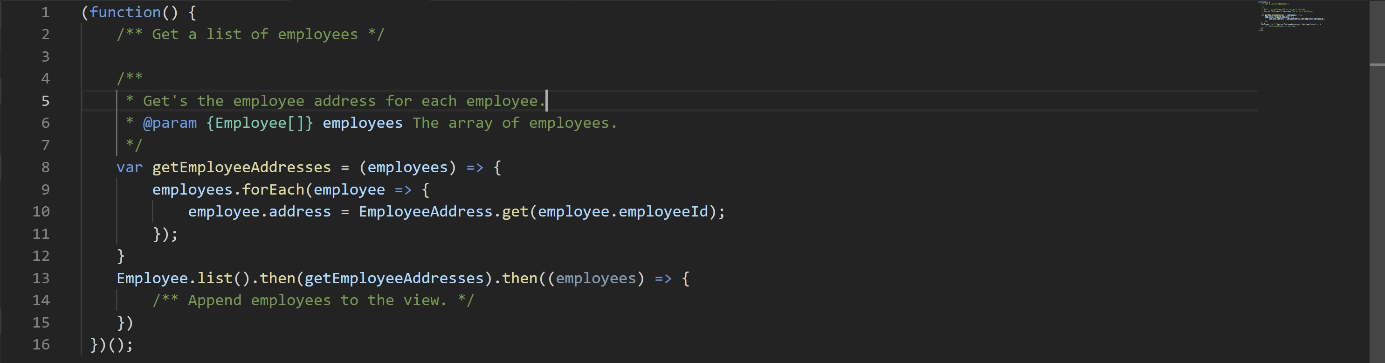 1 (function() {
2 /** Get a list of employees */
3
4 /**
5 * Get's the employee address for each employee.
6 * @param {Employee[]} employees The array of employees.
7 */
8 var getEmployeeAddresses = (employees) => {
9 employees.forEach(employee => {
10 employee.address = EmployeeAddress.get(employee.employeeId);
11 });
12 }
13 Employee.list().then(getEmployeeAddresses).then((employees) => {
14 /** Append employees to the view. */
15 })
16 })();